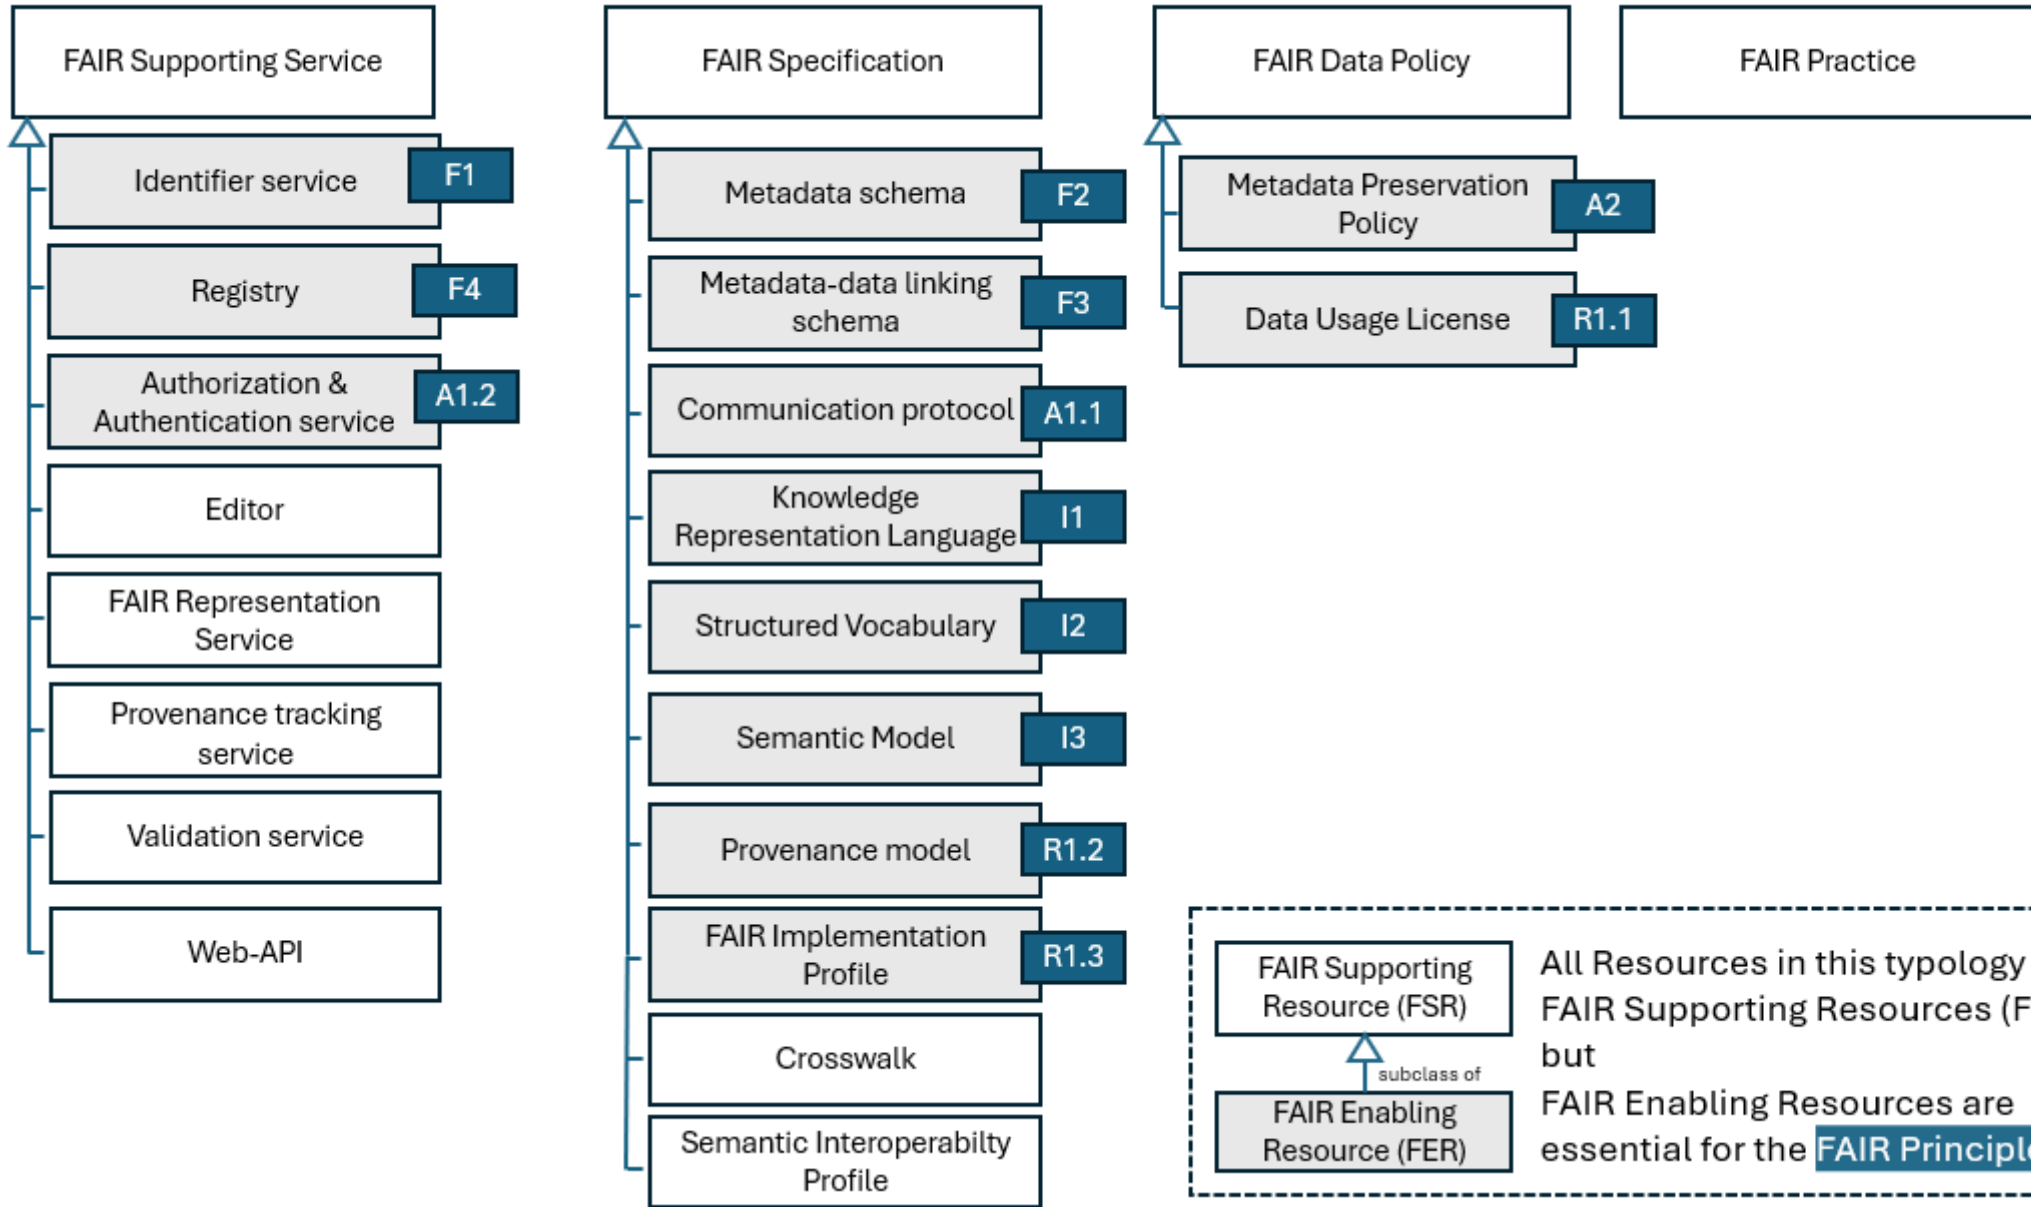 FAIR Supporting Service
Identifier service
F1
Registry
F4
Authorization &
Authentication service
A1.2
Editor
FAIR Representation
Service
Provenance tracking
service
Validation service
Web-API
FAIR Specification
Metadata schema
F2
Metadata-data linking
schema
F3
Communication protocol
A1.1
Knowledge
Representation Language
I1
Structured Vocabulary
I2
Semantic Model
I3
Provenance model
R1.2
FAIR Implementation
Profile
R1.3
Crosswalk
Semantic Interoperabilty
Profile
FAIR Data Policy
Metadata Preservation
Policy
A2
Data Usage License
R1.1
FAIR Practice
FAIR Supporting
Resource (FSR)
subclass of
FAIR Enabling
Resource (FER)
All Resources in this typology
FAIR Supporting Resources (F
but
FAIR Enabling Resources are
essential for the FAIR Principl